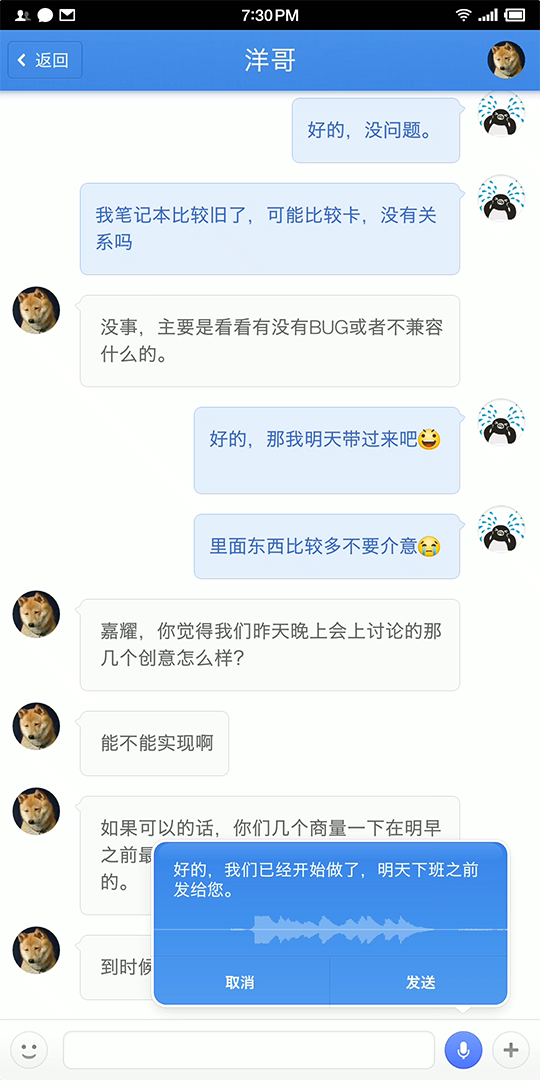 7:30PM
返回
洋哥
好的，没问题。
我笔记本比较旧了，可能比较卡，没有关
系吗
没事，主要是看看有没有BUG或者不兼容
什么的。
好的，那我明天带过来吧😃
里面东西比较多不要介意😭
嘉耀，你觉得我们昨天晚上会上讨论的那
几个创意怎么样？
能不能实现啊
如果可以的话，你们几个商量一下在明早
之前最
的。
到时候
好的，我们已经开始做了，明天下班之前
发给您。
取消
发送